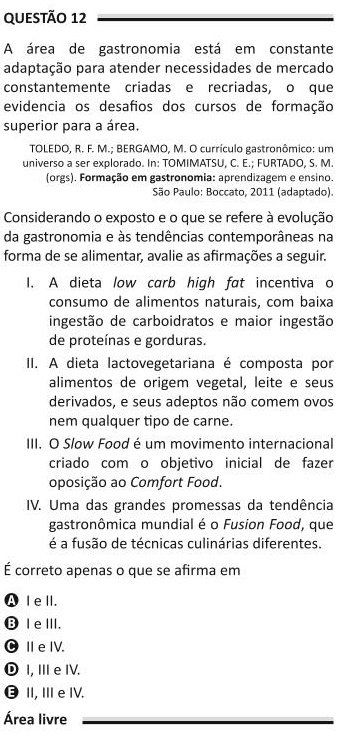 QUESTÃO 12
A área de gastronomia está em constante
adaptação para atender necessidades de mercado
constantemente criadas e recriadas, o que
evidencia os desafios dos cursos de formação
superior para a área.
TOLEDO, R. F. M.; BERGAMO, M. O currículo gastronômico: um
universo a ser explorado. In: TOMIMATSU, C. E.; FURTADO, S. M.
(orgs). Formação em gastronomia: aprendizagem e ensino.
São Paulo: Boccato, 2011 (adaptado).
Considerando o exposto e o que se refere à evolução
da gastronomia e às tendências contemporâneas na
forma de se alimentar, avalie as afirmações a seguir.
I. A dieta low carb high fat incentiva o
consumo de alimentos naturais, com baixa
ingestão de carboidratos e maior ingestão
de proteínas e gorduras.
II. A dieta lactovegetariana é composta por
alimentos de origem vegetal, leite e seus
derivados, e seus adeptos não comem ovos
nem qualquer tipo de carne.
III. O Slow Food é um movimento internacional
criado com o objetivo inicial de fazer
oposição ao Comfort Food.
IV. Uma das grandes promessas da tendência
gastronômica mundial é o Fusion Food, que
é a fusão de técnicas culinárias diferentes.
É correto apenas o que se afirma em
A I e II.
B I e III.
C II e IV.
D I, III e IV.
E II, III e IV.
Área livre